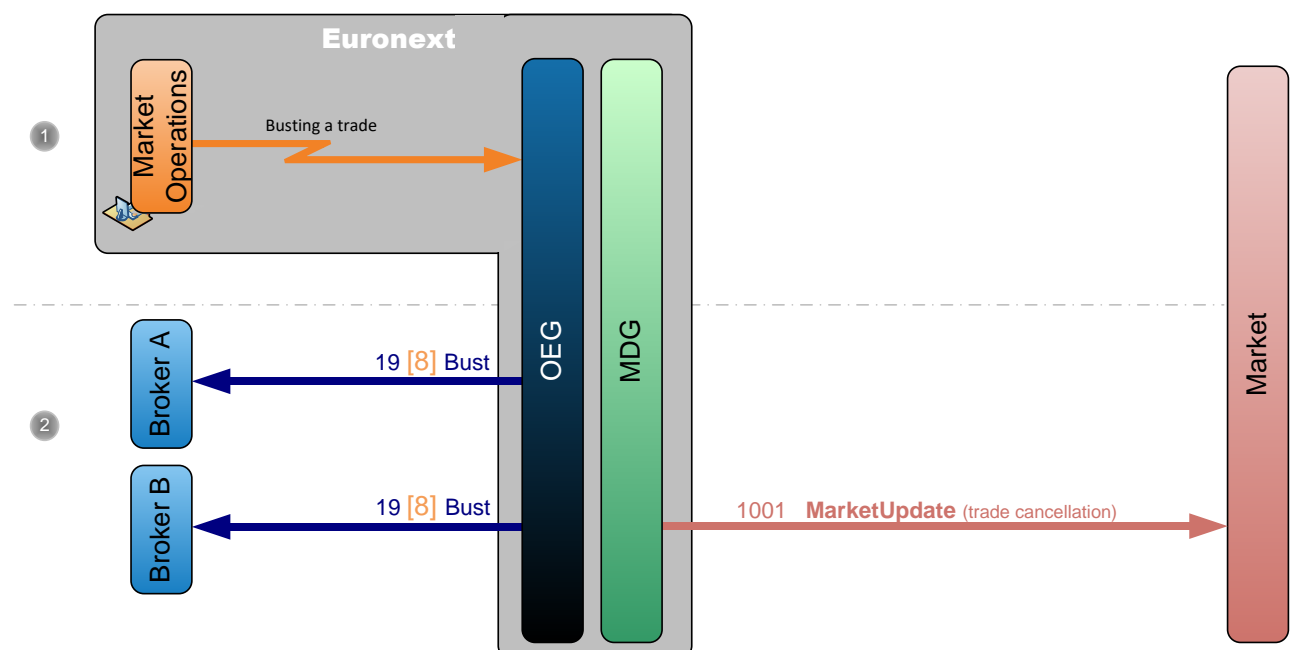 Euronext
1
Market
Operations
Busting a trade
OEG
MDG
Market
2
Broker A
19 [8] Bust
Broker B
19 [8] Bust
1001 MarketUpdate (trade cancellation)